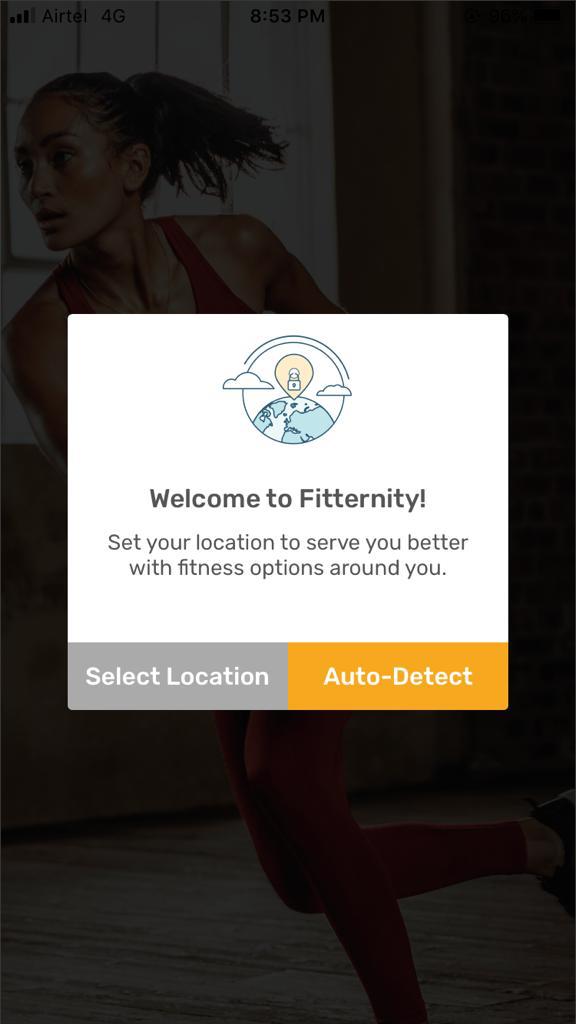 Airtel 4G 8:53 PM 96%
Welcome to Fitternity!
Set your location to serve you better
with fitness options around you.
Select Location Auto-Detect